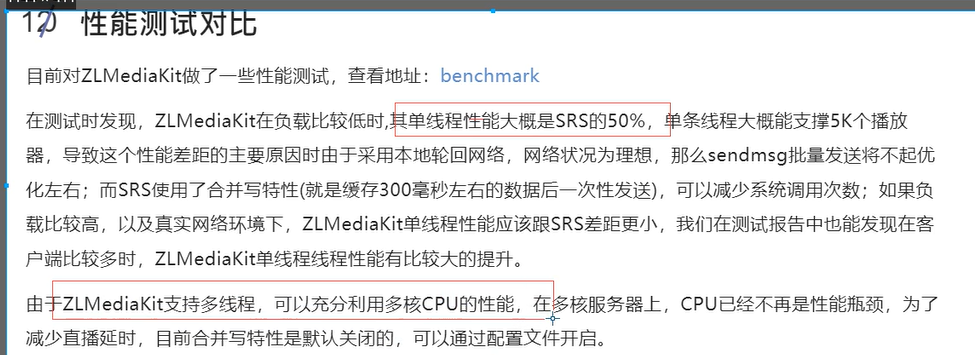 12 性能测试对比
目前对ZLMediaKit做了一些性能测试，查看地址：benchmark
在测试时发现，ZLMediaKit在负载比较低时,其单线程性能大概是SRS的50%，单条线程大概能支撑5K个播放
器，导致这个性能差距的主要原因时由于采用本地轮回网络，网络状况为理想，那么sendmsg批量发送将不起优
化左右；而SRS使用了合并写特性(就是缓存300毫秒左右的数据后一次性发送)，可以减少系统调用次数；如果负
载比较高，以及真实网络环境下，ZLMediaKit单线程性能应该跟SRS差距更小，我们在测试报告中也能发现在客
户端比较多时，ZLMediaKit单线程线程性能有比较大的提升。
由于ZLMediaKit支持多线程，可以充分利用多核CPU的性能，在多核服务器上，CPU已经不再是性能瓶颈，为了
减少直播延时，目前合并写特性是默认关闭的，可以通过配置文件开启。